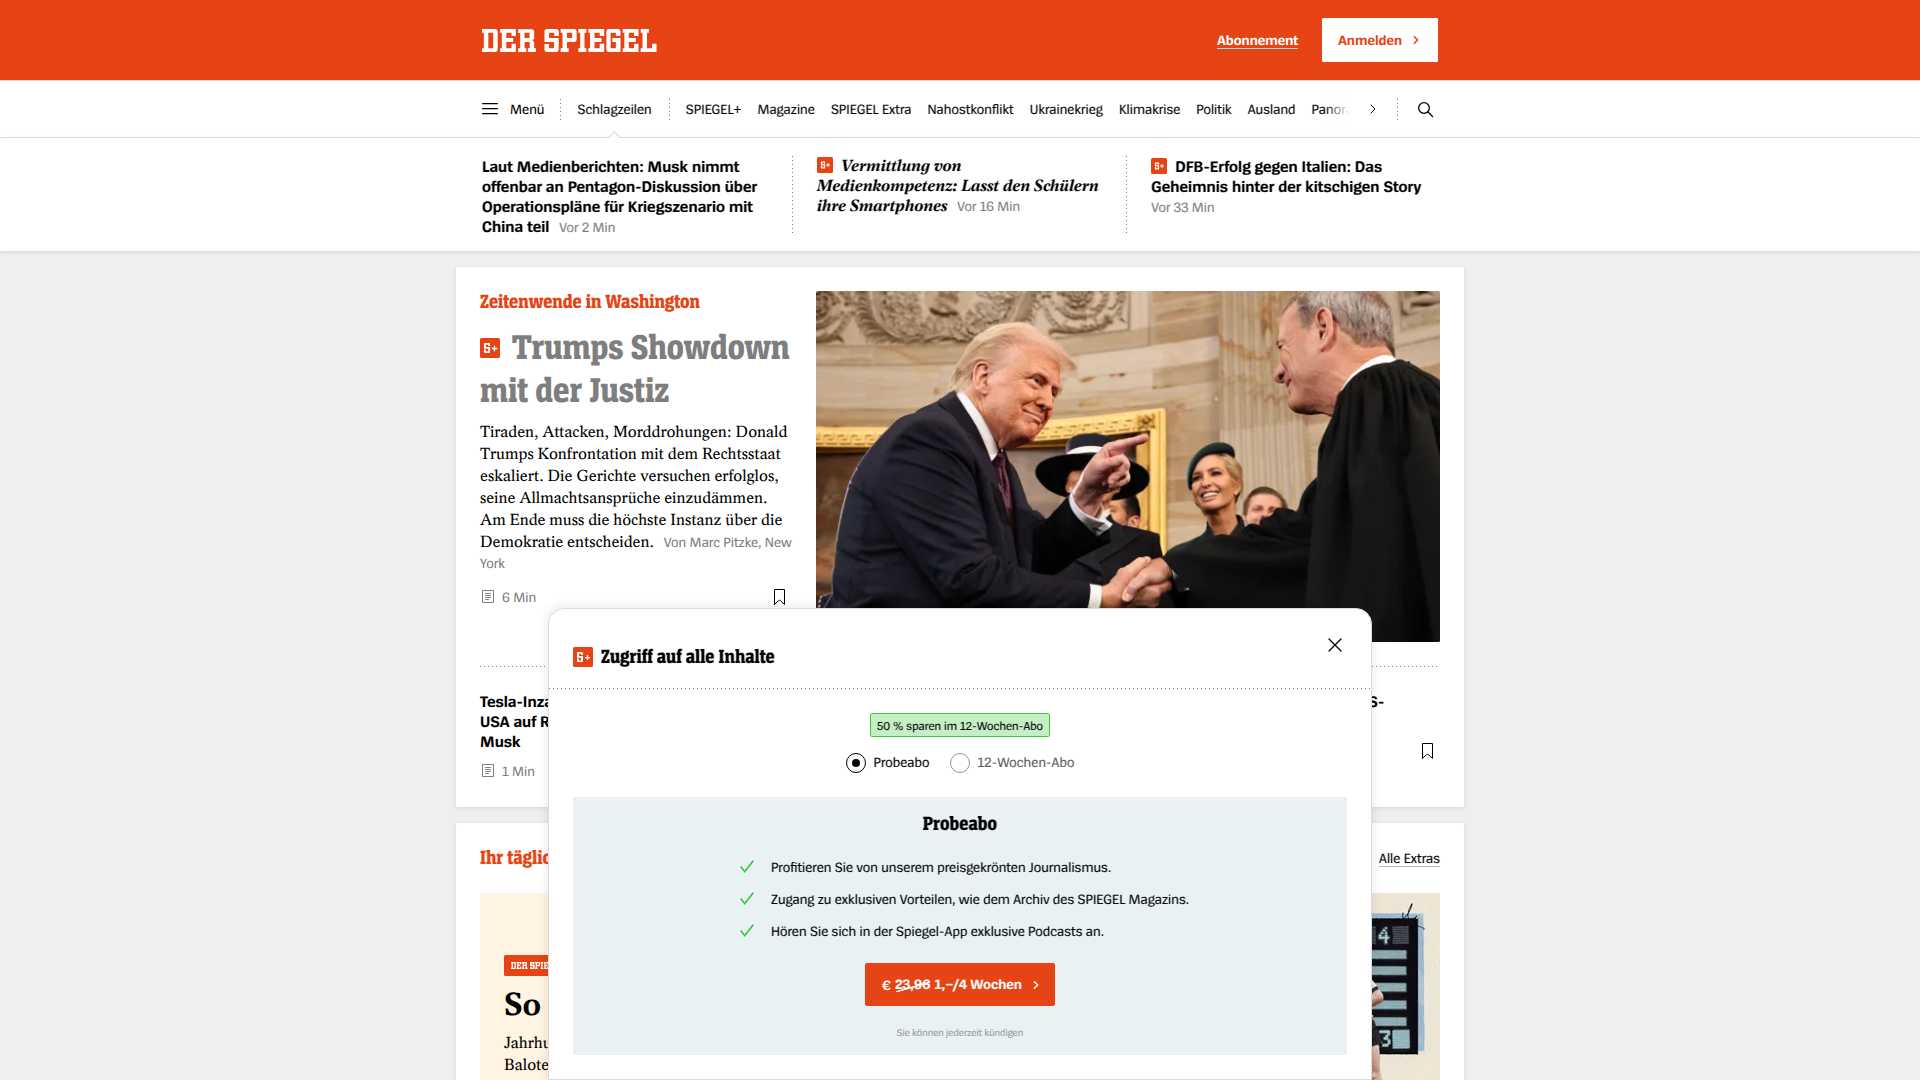 DER SPIEGEL
Abonnement
Anmelden
Menü
Schlagzeilen
SPIEGEL+
Magazine
SPIEGEL Extra
Nahostkonflikt
Ukrainekrieg
Klimakrise
Politik
Ausland
Laut Medienberichten: Musk nimmt
offenbar an Pentagon-Diskussion über
Operationspläne für Kriegszenario mit
China teil Vor 2 Min
S+ Vermittlung von
Medienkompetenz: Lasst den Schülern
ihre Smartphones Vor 16 Min
S+ DFB-Erfolg gegen Italien: Das
Geheimnis hinter der kitschigen Story
Vor 33 Min
Zeitenwende in Washington
S+ Trumps Showdown
mit der Justiz
Tiraden, Attacken, Morddrohungen: Donald
Trumps Konfrontation mit dem Rechtsstaat
eskaliert. Die Gerichte versuchen erfolglos,
seine Allmachtsansprüche einzudämmen.
Am Ende muss die höchste Instanz über die
Demokratie entscheiden. Von Marc Pitzke, New
York
6 Min
S+ Zugriff auf alle Inhalte
50 % sparen im 12-Wochen-Abo
Probeabo
12-Wochen-Abo
Probeabo
Profitieren Sie von unserem preisgekrönten Journalismus.
Zugang zu exklusiven Vorteilen, wie dem Archiv des SPIEGEL Magazins.
Hören Sie sich in der Spiegel-App exklusive Podcasts an.
€ 23,96 1,–/4 Wochen
Sie können jederzeit kündigen
USA auf
Musk
1 Min
Alle Extras
DER
So
4
3